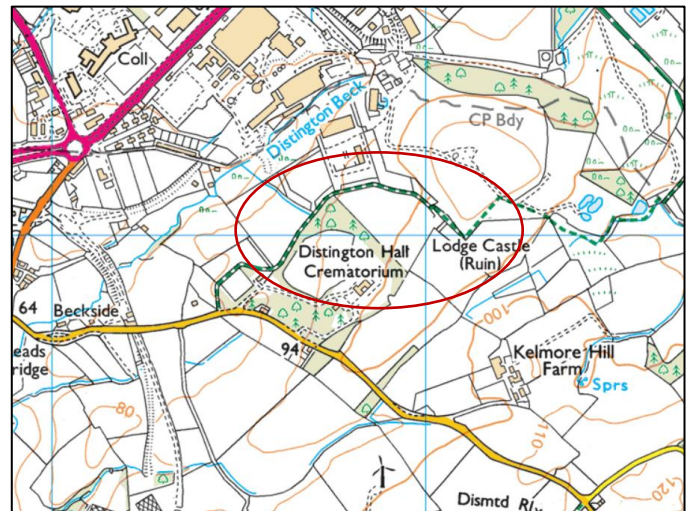 Coll
Distington Beck
CP Bdy
Distington Hall
Crematorium
Lodge Castle
(Ruin)
64
Beckside
100
eads
ridge
94
Kelmore Hill
Farm
Sprs
80
110
Dismtd Rly
120